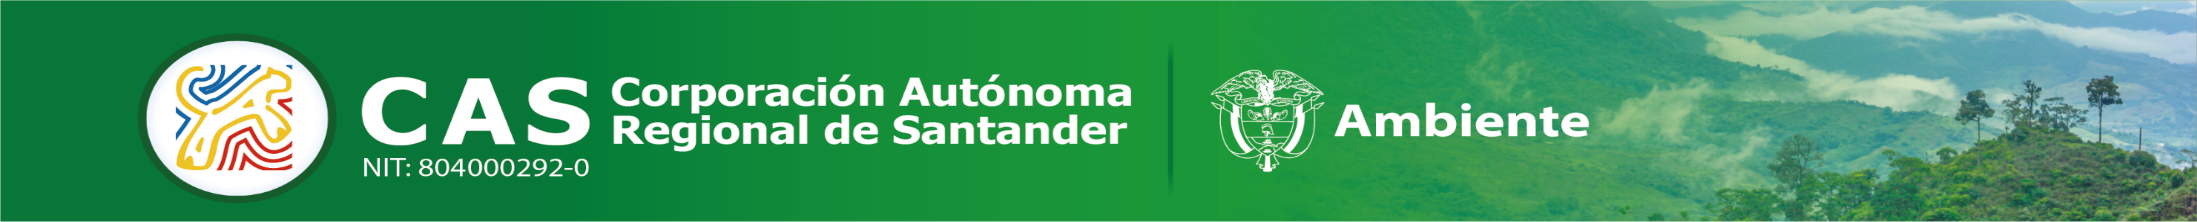 CAS
Corporación Autónoma
Regional de Santander
NIT: 804000292-0
Ambiente